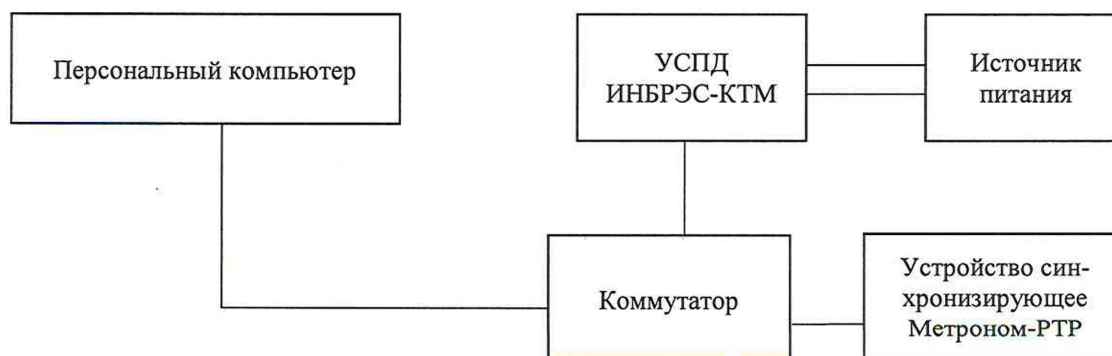 Персональный компьютер
УСПД
ИНБРЭС-КТМ
Источник
питания
Коммутатор
Устройство син-
хронизирующее
Метроном-PTP